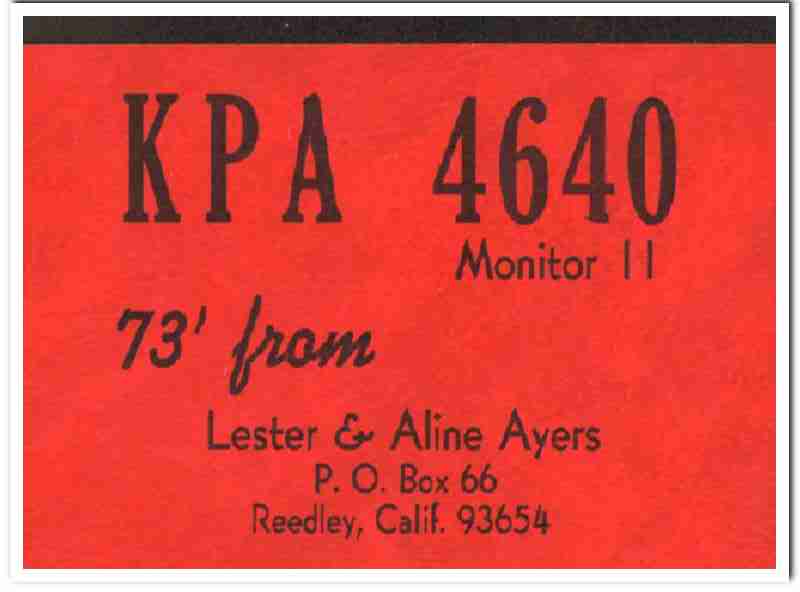 KPA 4640
Monitor 11
73' from
Lester & Aline Ayers
P. O. Box 66
Reedley, Calif. 93654